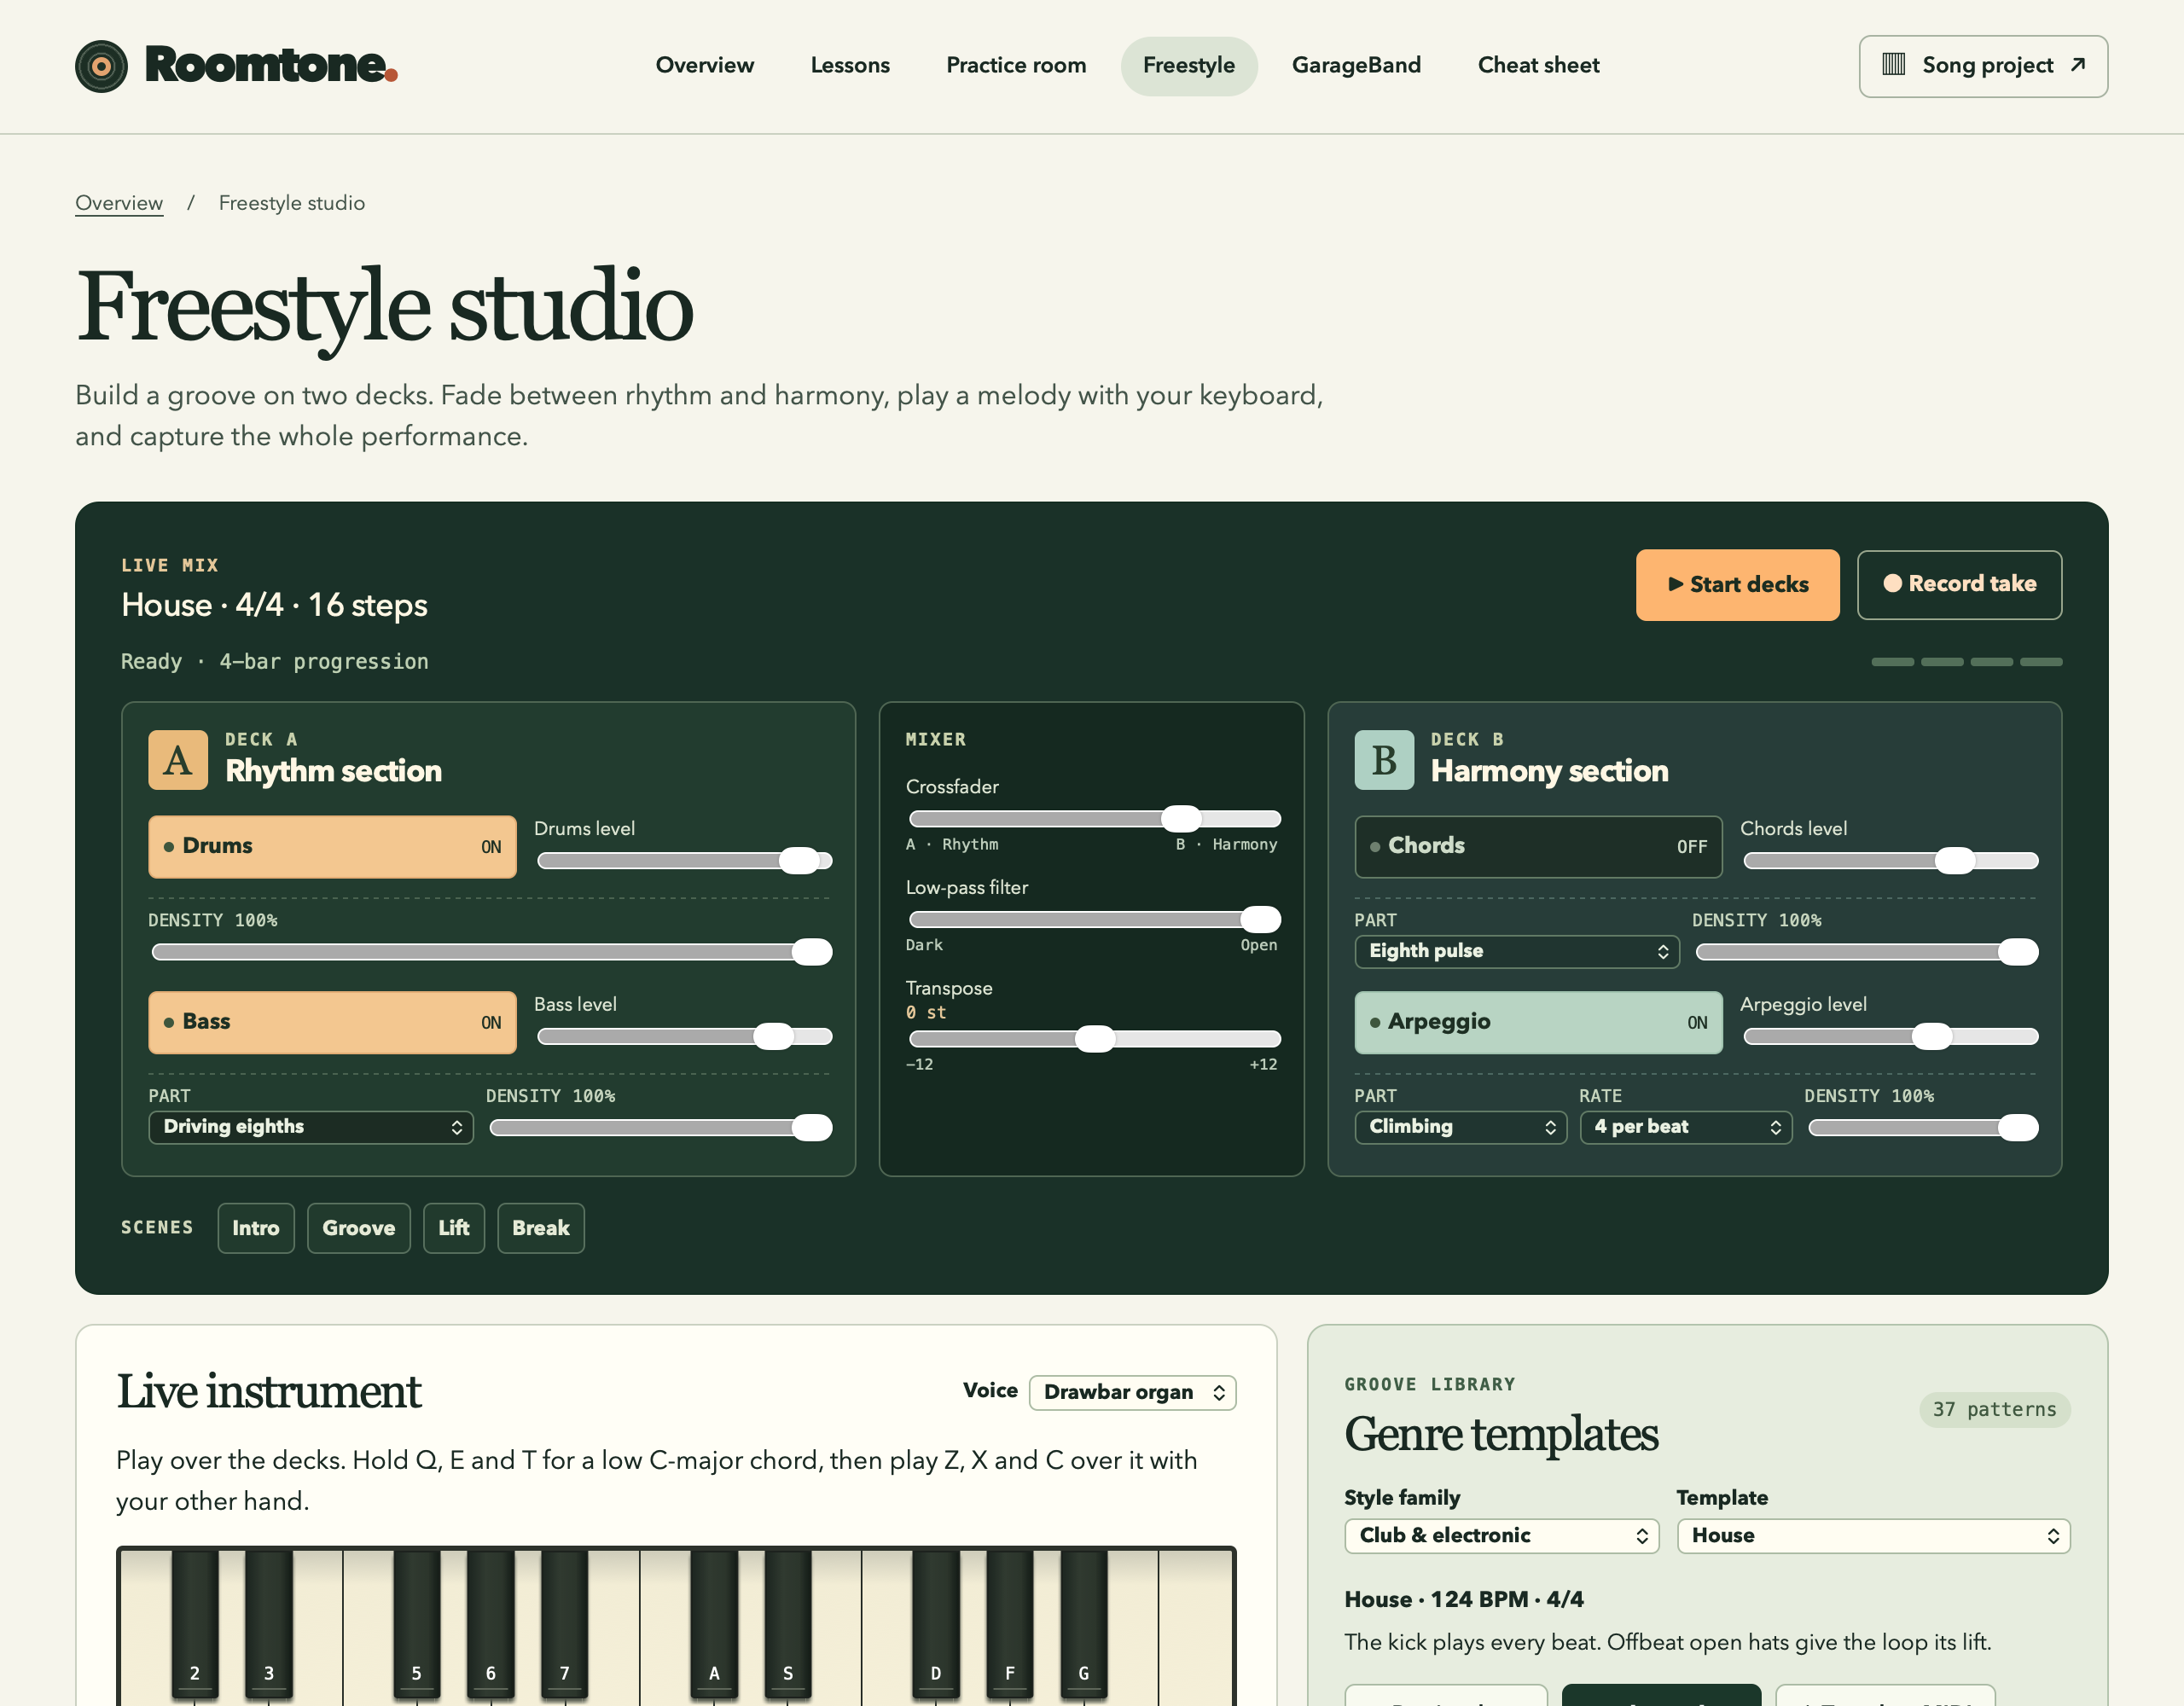 Roomtone.
Overview
Lessons
Practice room
Freestyle
GarageBand
Cheat sheet
Song project
Overview / Freestyle studio
Freestyle studio
Build a groove on two decks. Fade between rhythm and harmony, play a melody with your keyboard,
and capture the whole performance.
LIVE MIX
House · 4/4 · 16 steps
Start decks
Record take
Ready · 4-bar progression
A
DECK A
Rhythm section
Drums ON
Drums level
DENSITY 100%
Bass ON
Bass level
PART
Driving eighths
DENSITY 100%
MIXER
Crossfader
A · Rhythm
B · Harmony
Low-pass filter
Dark
Open
Transpose
0 st
−12
+12
B
DECK B
Harmony section
Chords OFF
Chords level
PART
Eighth pulse
DENSITY 100%
Arpeggio ON
Arpeggio level
PART
Climbing
RATE
4 per beat
DENSITY 100%
SCENES
Intro
Groove
Lift
Break
Live instrument
Voice
Drawbar organ
Play over the decks. Hold Q, E and T for a low C-major chord, then play Z, X and C over it with
your other hand.
2 3 5 6 7 A S D F G
GROOVE LIBRARY
Genre templates
37 patterns
Style family
Club & electronic
Template
House
House · 124 BPM · 4/4
The kick plays every beat. Offbeat open hats give the loop its lift.